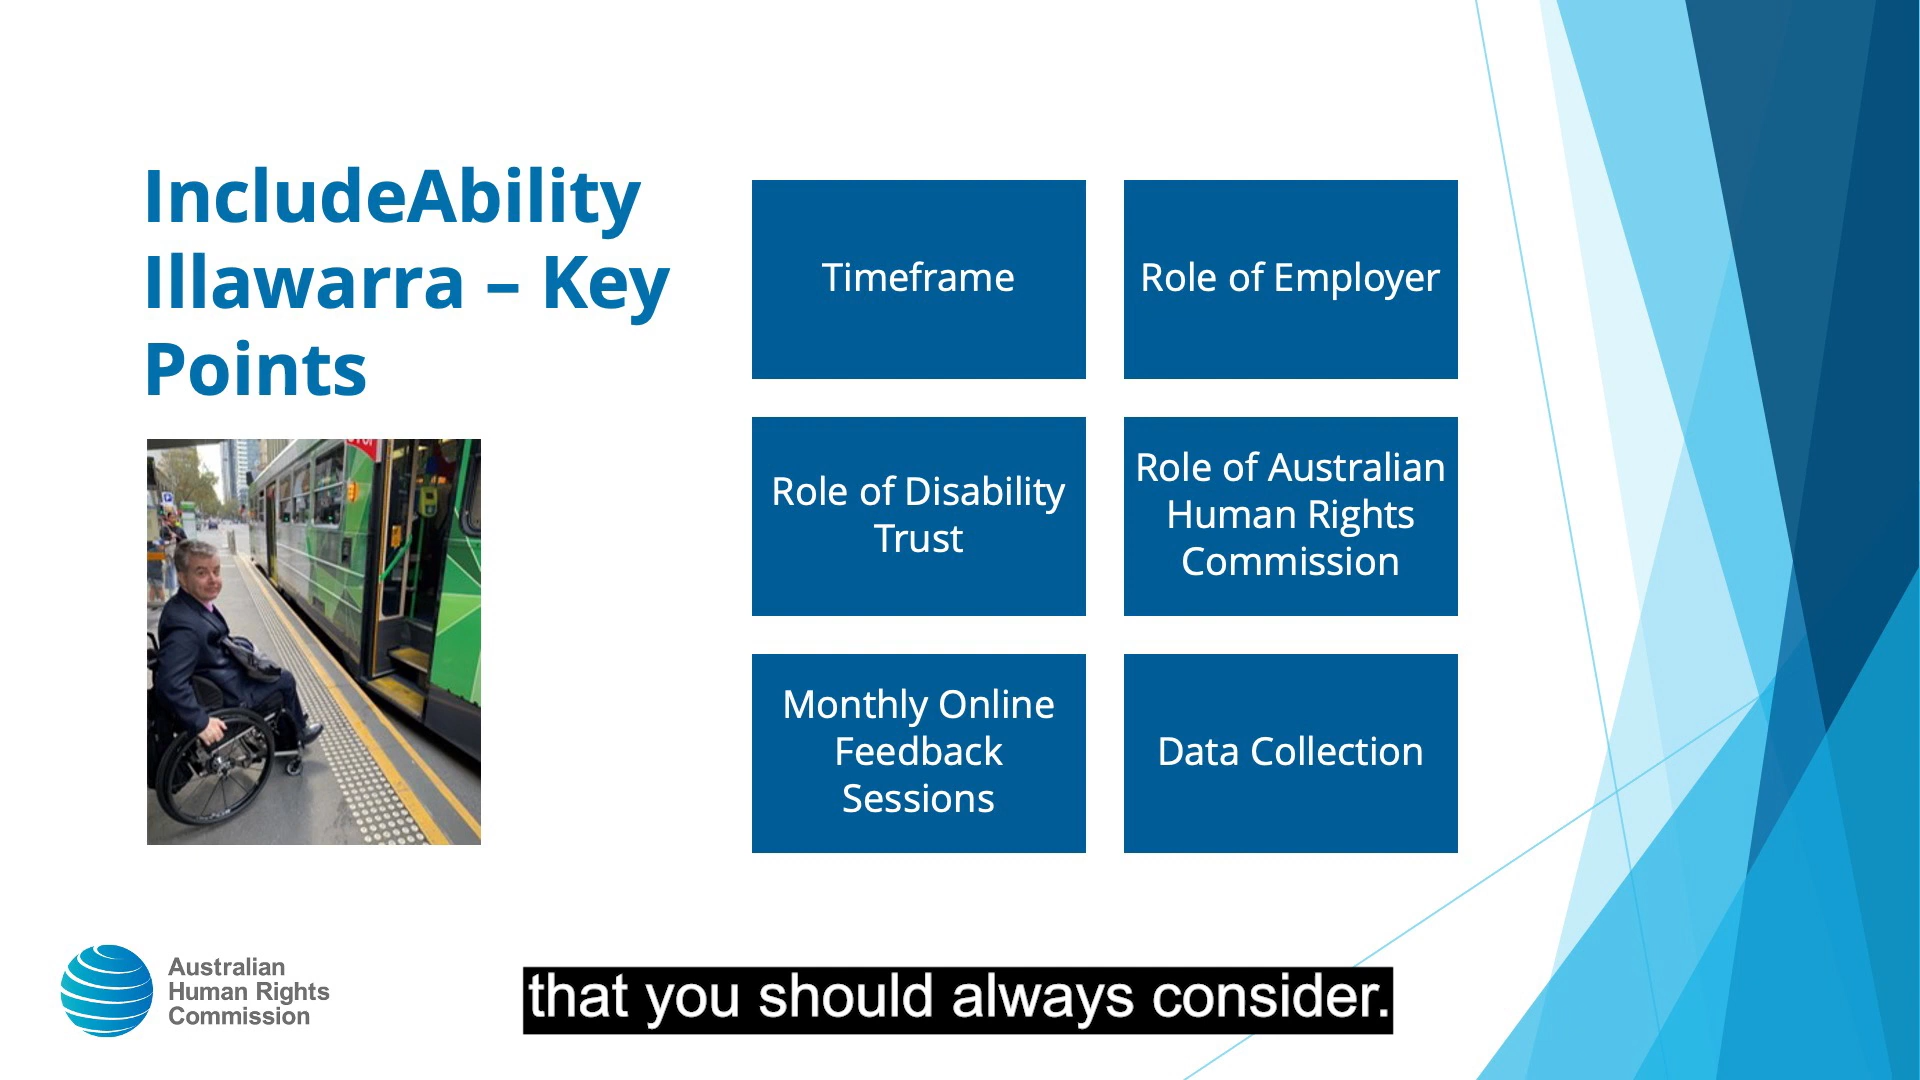 IncludeAbility
Illawarra – Key
Points
Timeframe
Role of Employer
Role of Disability
Trust
Role of Australian
Human Rights
Commission
Monthly Online
Feedback
Sessions
Data Collection
Australian
Human Rights
Commission
that you should always consider.